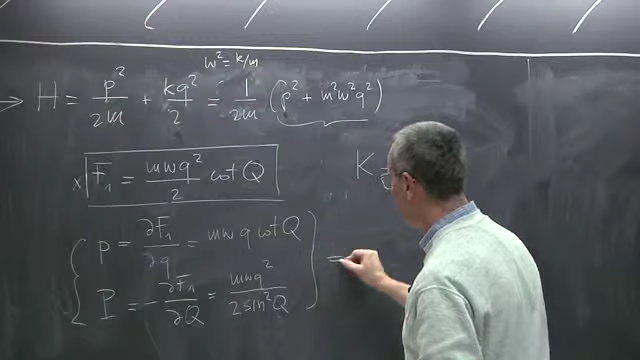 ω² = k/m
→ H = p²/2m + kq²/2 = 1/2m (p² + m²ω²q²)
x F₁ = mωq²/2 cot Q
K =
p = ∂F₁/∂q = mωq cot Q
P = -∂F₁/∂Q = mωq²/2sin²Q
=